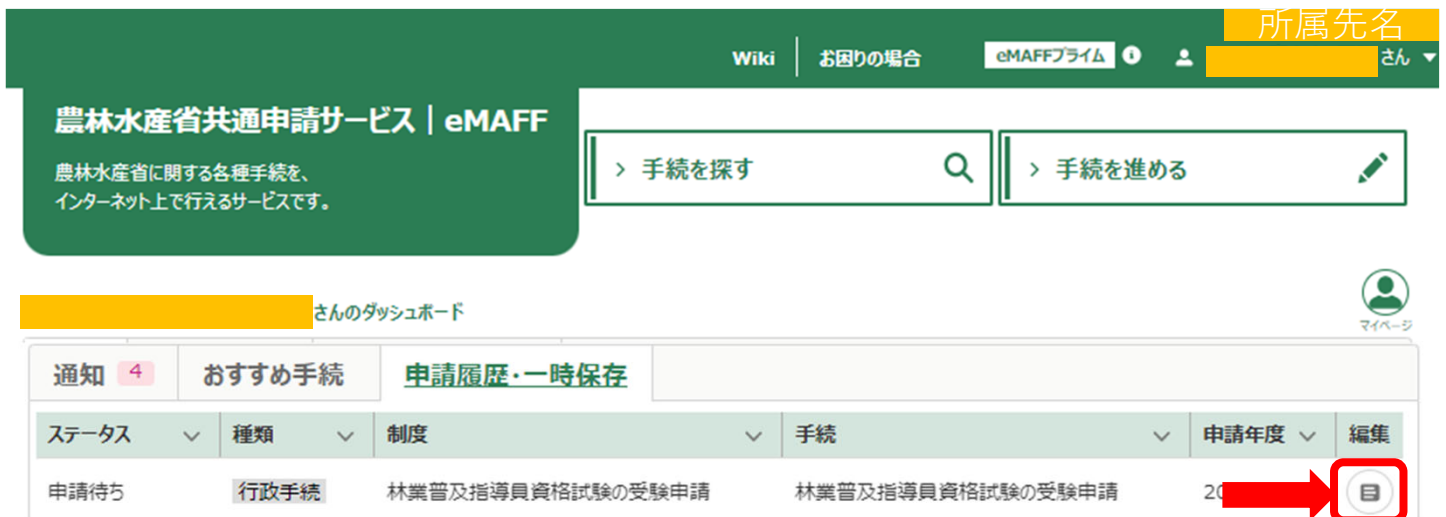 所属先名
Wiki お困りの場合 eMAFFプライム さん
農林水産省共通申請サービス | eMAFF
農林水産省に関する各種手続を、
インターネット上で行えるサービスです。
> 手続を探す
> 手続を進める
さんのダッシュボード
マイページ
通知 4 おすすめ手続 申請履歴・一時保存
ステータス 種類 制度 手続 申請年度 編集
申請待ち 行政手続 林業普及指導員資格試験の受験申請 林業普及指導員資格試験の受験申請 20